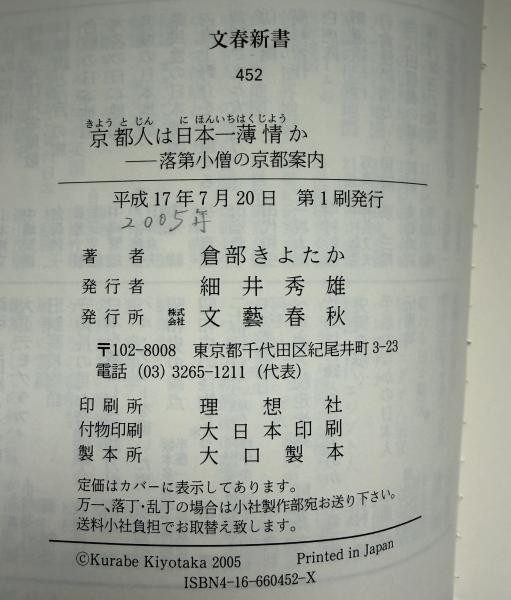 文春新書
452
きようとじん にほんいちはくじよう
京都人は日本一薄情か
──落第小僧の京都案内
平成17年7月20日 第1刷発行
2005年
著者 倉部きよたか
発行者 細井秀雄
発行所 株式会社 文藝春秋
〒102-8008 東京都千代田区紀尾井町3-23
電話 (03) 3265-1211 (代表)
印刷所 理想社
付物印刷 大日本印刷
製本所 大口製本
定価はカバーに表示してあります。
万一、落丁・乱丁の場合は小社製作部宛お送り下さい。
送料小社負担でお取替え致します。
©Kurabe Kiyotaka 2005 Printed in Japan
ISBN4-16-660452-X